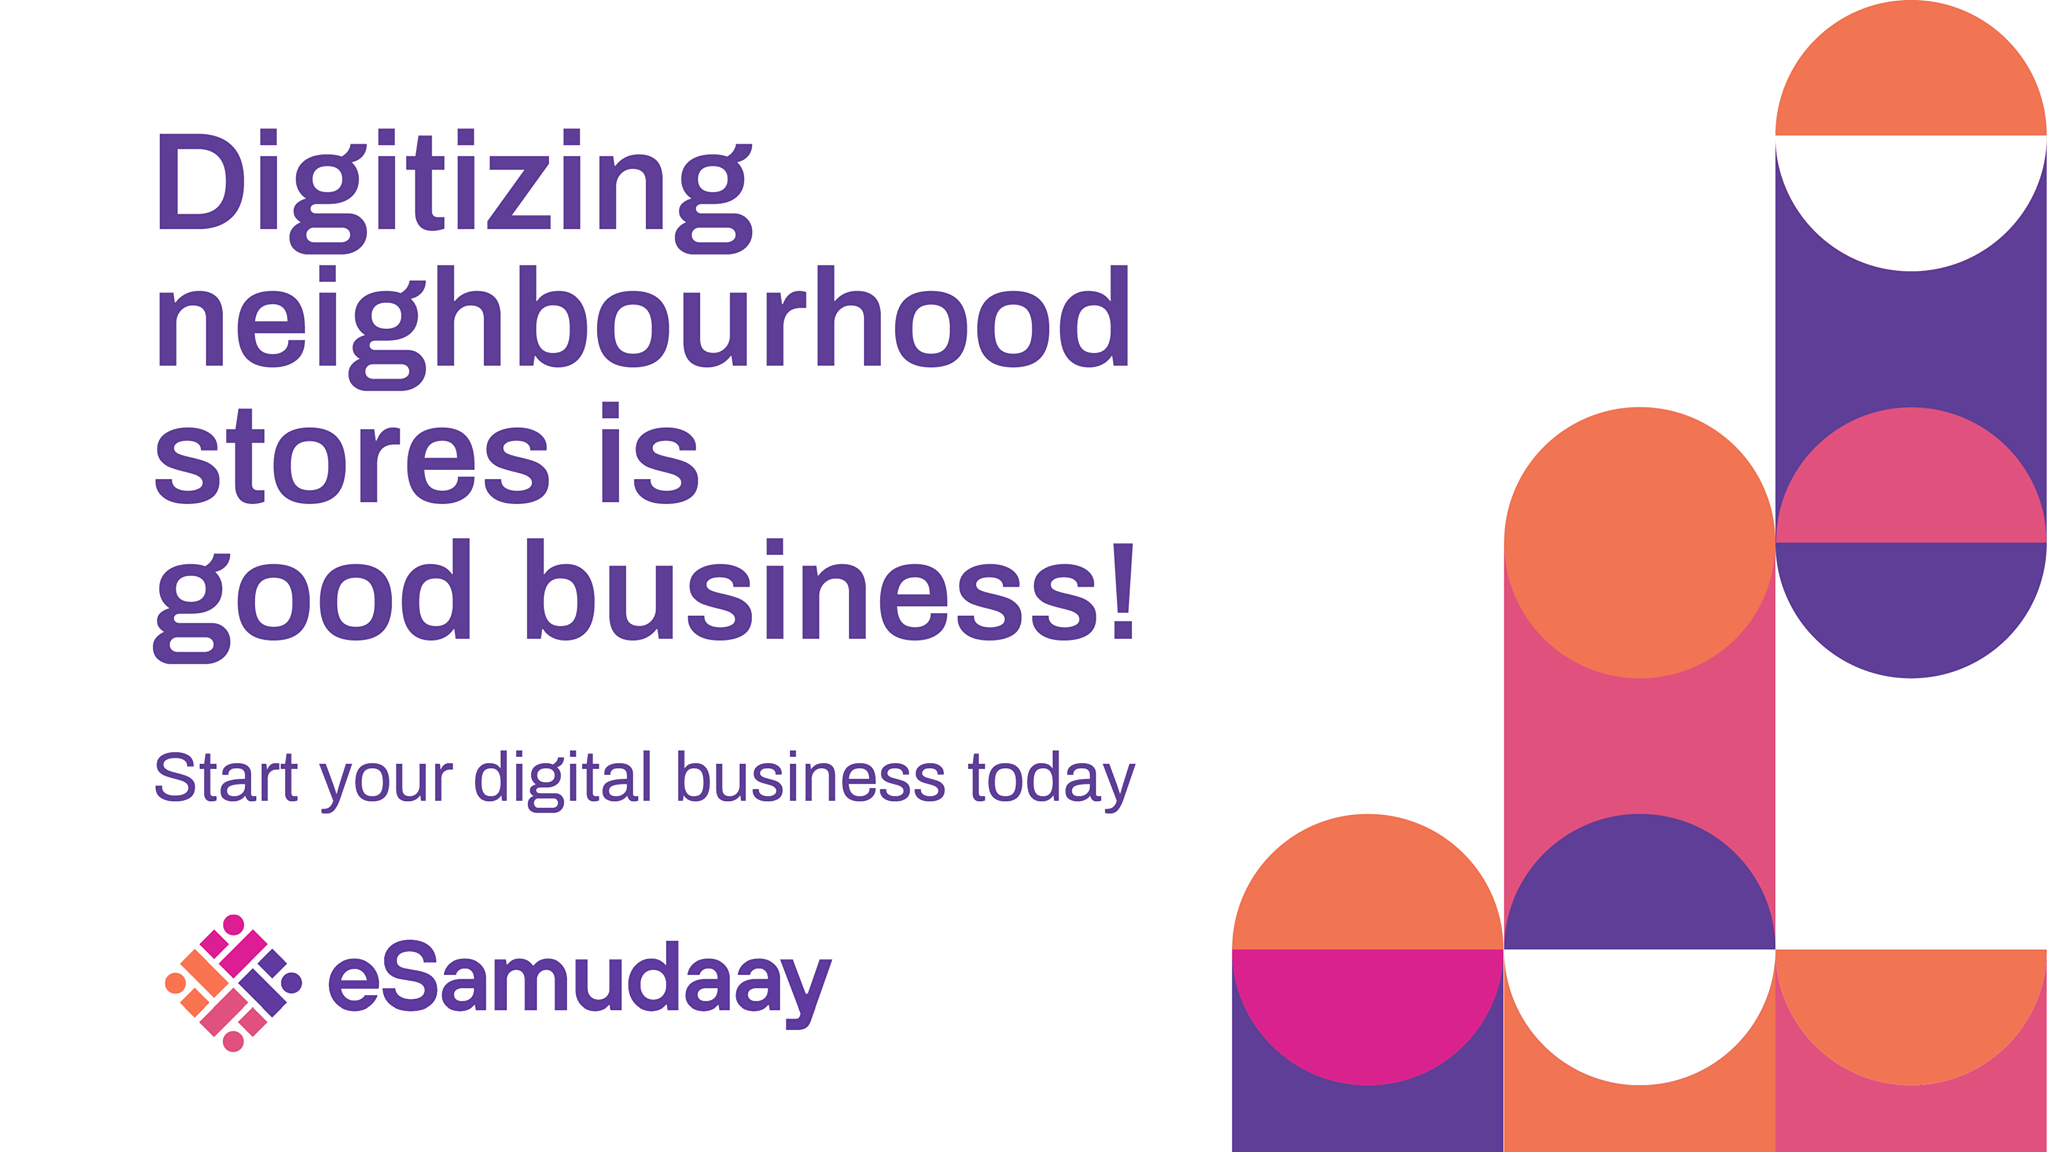 Digitizing
neighbourhood
stores is
good business!
Start your digital business today
eSamudaay